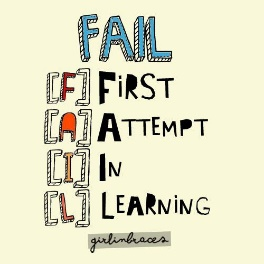 FAIL
[F] FiRST
[A] ATTEMPT
[I] IN
[L] LEARNiNG
girlinbraces